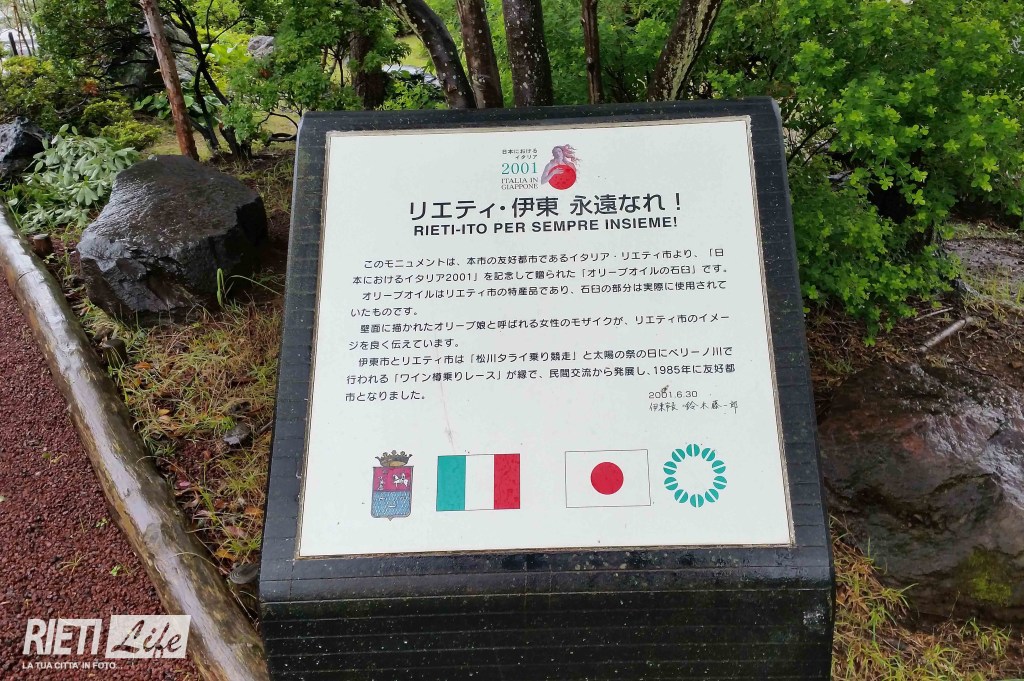 日本における
イタリア
2001
ITALIA IN
GIAPPONE
リエティ・伊東 永遠なれ!
RIETI-ITO PER SEMPRE INSIEME!
このモニュメントは、本市の友好都市であるイタリア・リエティ市より、「日
本におけるイタリア2001」を記念して贈られた「オリーブオイルの石臼」です。
オリーブオイルはリエティ市の特産品であり、石臼の部分は実際に使用されて
いたものです。
壁面に描かれたオリーブ娘と呼ばれる女性のモザイクが、リエティ市のイメー
ジを良く伝えています。
伊東市とリエティ市は「松川タライ乗り競走」と太陽の祭の日にベリーノ川で
行われる「ワイン樽乗りレース」が縁で、民間交流から発展し、1985年に友好都
市となりました。
2001.6.30
伊東市長 鈴木藤一郎
RIETI Life
LA TUA CITTA' IN FOTO...